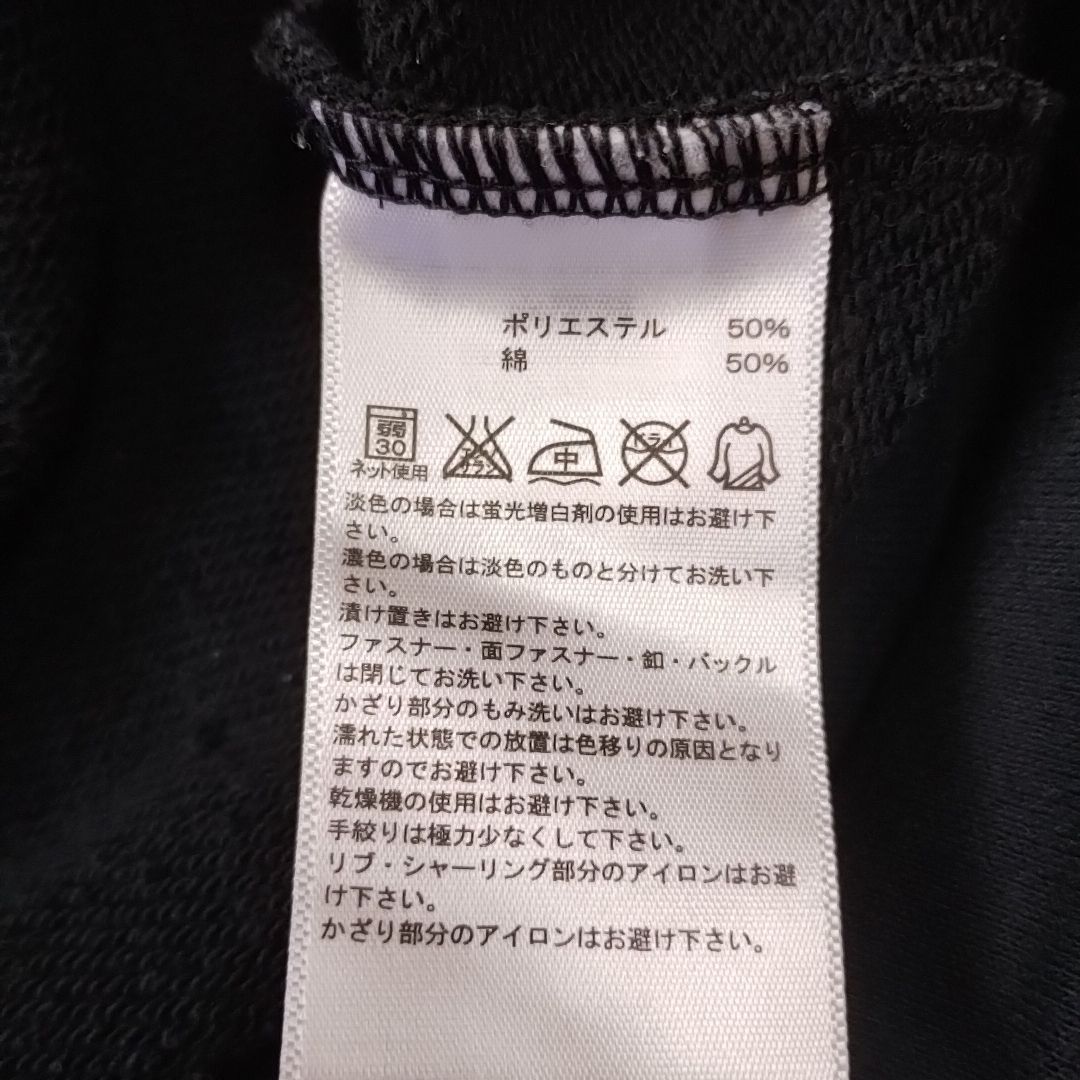 ポリエステル 50%
綿 50%
弱
30
ネット使用
エンソ
サラシ
中
ドライ
淡色の場合は蛍光増白剤の使用はお避け下
さい。
濃色の場合は淡色のものと分けてお洗い下
さい。
漬け置きはお避け下さい。
ファスナー・面ファスナー・釦・バックル
は閉じてお洗い下さい。
かざり部分のもみ洗いはお避け下さい。
濡れた状態での放置は色移りの原因となり
ますのでお避け下さい。
乾燥機の使用はお避け下さい。
手絞りは極力少なくして下さい。
リブ・シャーリング部分のアイロンはお避
け下さい。
かざり部分のアイロンはお避け下さい。